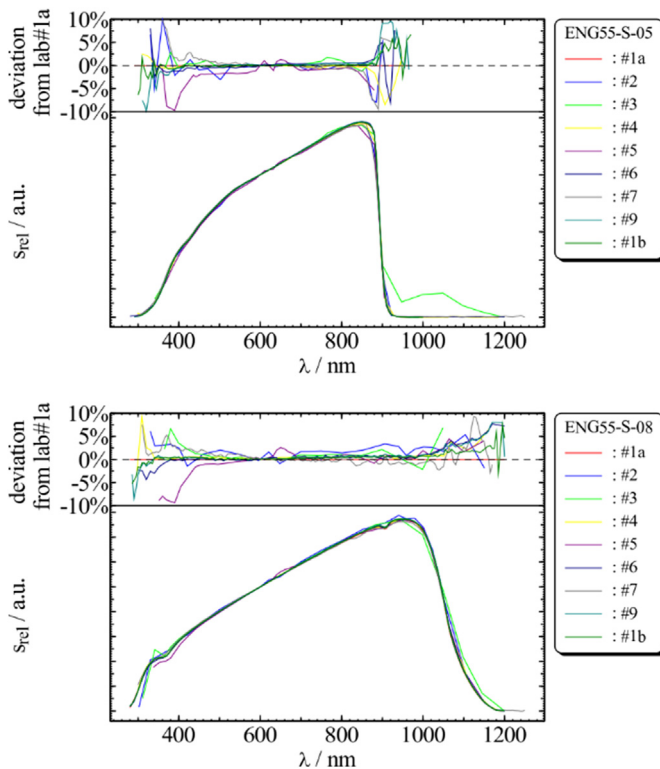 deviation
from lab#1a
10%
5%
0%
-5%
-10%
s_rel / a.u.
400 600 800 1000 1200
λ / nm
ENG55-S-05
: #1a
: #2
: #3
: #4
: #5
: #6
: #7
: #9
: #1b
deviation
from lab#1a
10%
5%
0%
-5%
-10%
s_rel / a.u.
400 600 800 1000 1200
λ / nm
ENG55-S-08
: #1a
: #2
: #3
: #4
: #5
: #6
: #7
: #9
: #1b